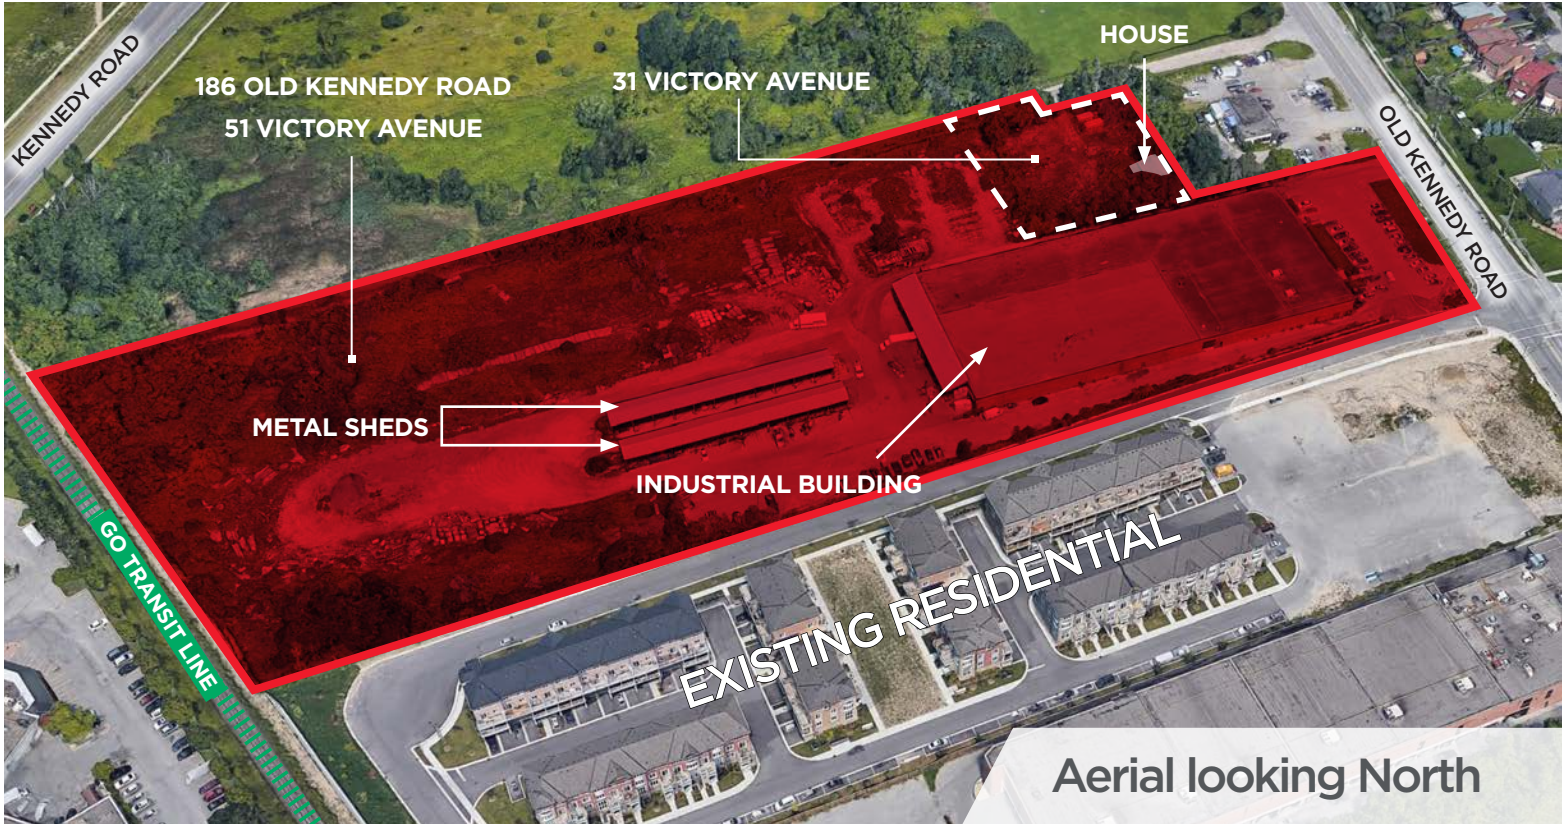 HOUSE
KENNEDY ROAD
186 OLD KENNEDY ROAD
51 VICTORY AVENUE
31 VICTORY AVENUE
OLD KENNEDY ROAD
METAL SHEDS
INDUSTRIAL BUILDING
GO TRANSIT LINE
EXISTING RESIDENTIAL
Aerial looking North